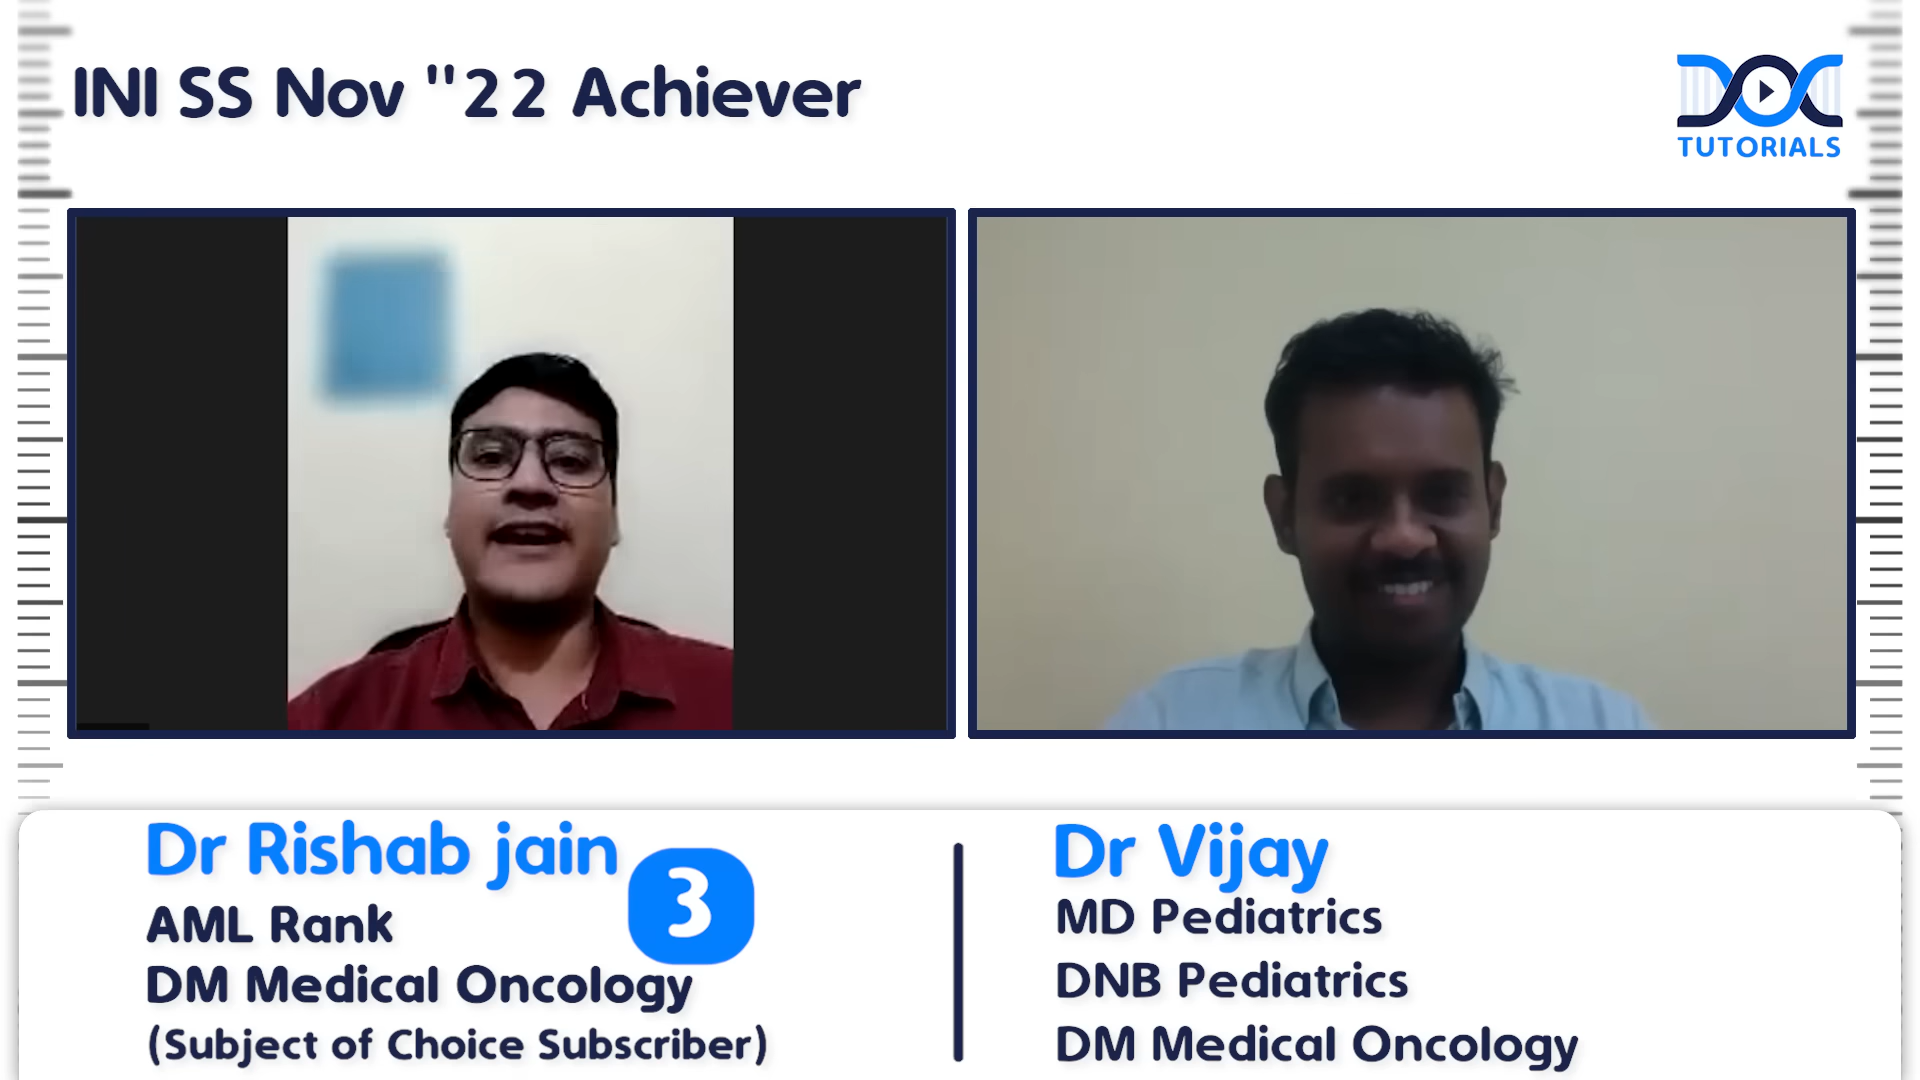 INI SS Nov "22 Achiever
DOC
TUTORIALS
Dr Rishab jain
3
AML Rank
DM Medical Oncology
(Subject of Choice Subscriber)
Dr Vijay
MD Pediatrics
DNB Pediatrics
DM Medical Oncology